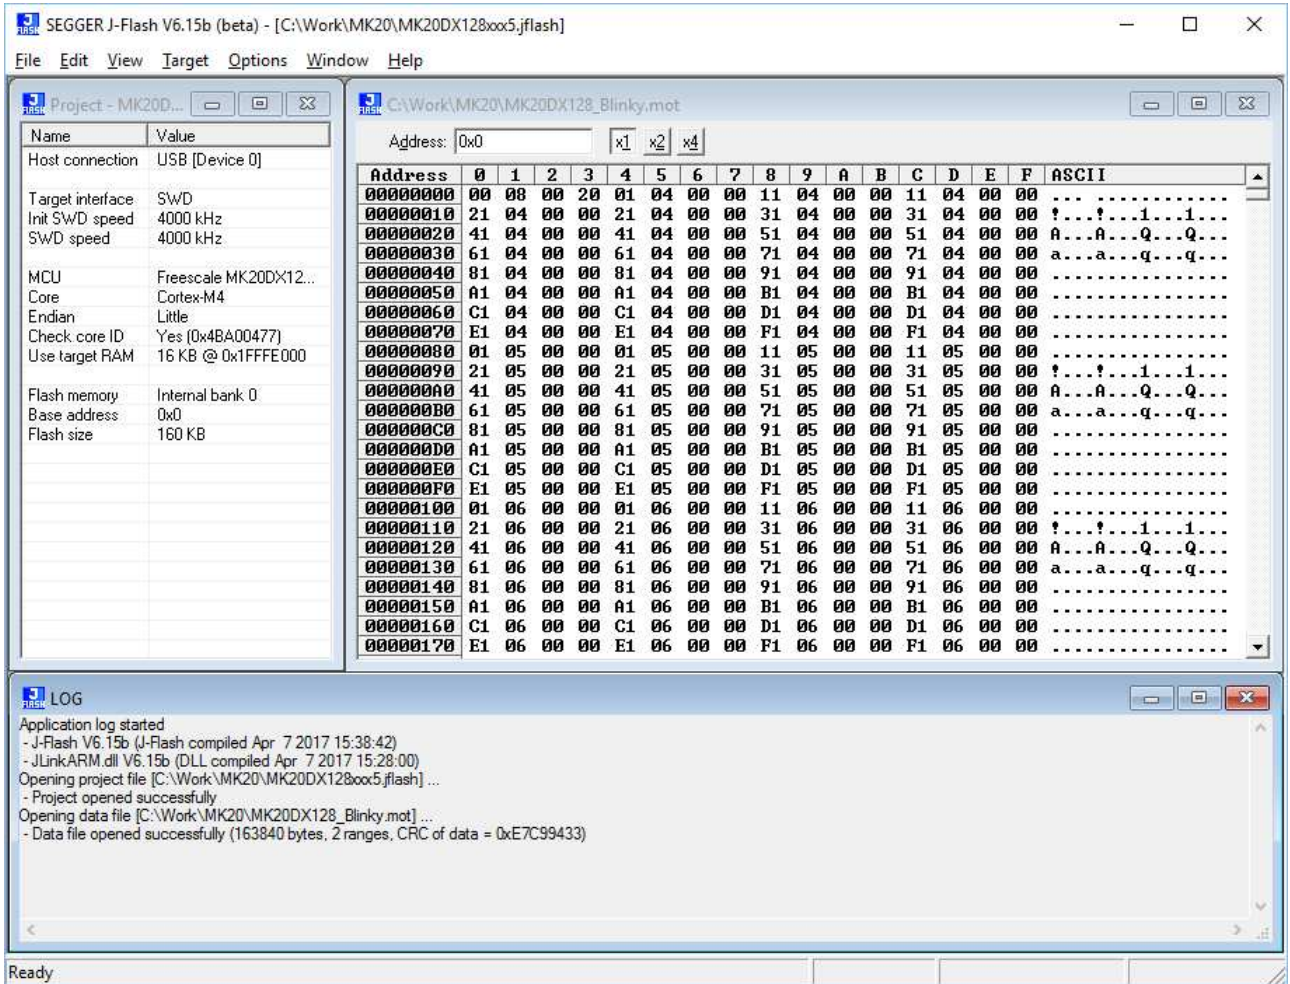 SEGGER J-Flash V6.15b (beta) - [C:\Work\MK20\MK20DX128xxx5.jflash]
File Edit View Target Options Window Help
Project - MK20D...
Name Value
Host connection USB [Device 0]
Target interface SWD
Init SWD speed 4000 kHz
SWD speed 4000 kHz
MCU Freescale MK20DX12...
Core Cortex-M4
Endian Little
Check core ID Yes (0x4BA00477)
Use target RAM 16 KB @ 0x1FFFE000
Flash memory Internal bank 0
Base address 0x0
Flash size 160 KB
C:\Work\MK20\MK20DX128_Blinky.mot
Address: 0x0 x1 x2 x4
Address 0 1 2 3 4 5 6 7 8 9 A B C D E F ASCII
00000000 00 08 00 20 01 04 00 00 11 04 00 00 11 04 00 00 ... ............
00000010 21 04 00 00 21 04 00 00 31 04 00 00 31 04 00 00 !...!...1...1...
00000020 41 04 00 00 41 04 00 00 51 04 00 00 51 04 00 00 A...A...Q...Q...
00000030 61 04 00 00 61 04 00 00 71 04 00 00 71 04 00 00 a...a...q...q...
00000040 81 04 00 00 81 04 00 00 91 04 00 00 91 04 00 00 ................
00000050 A1 04 00 00 A1 04 00 00 B1 04 00 00 B1 04 00 00 ................
00000060 C1 04 00 00 C1 04 00 00 D1 04 00 00 D1 04 00 00 ................
00000070 E1 04 00 00 E1 04 00 00 F1 04 00 00 F1 04 00 00 ................
00000080 01 05 00 00 01 05 00 00 11 05 00 00 11 05 00 00 ................
00000090 21 05 00 00 21 05 00 00 31 05 00 00 31 05 00 00 !...!...1...1...
000000A0 41 05 00 00 41 05 00 00 51 05 00 00 51 05 00 00 A...A...Q...Q...
000000B0 61 05 00 00 61 05 00 00 71 05 00 00 71 05 00 00 a...a...q...q...
000000C0 81 05 00 00 81 05 00 00 91 05 00 00 91 05 00 00 ................
000000D0 A1 05 00 00 A1 05 00 00 B1 05 00 00 B1 05 00 00 ................
000000E0 C1 05 00 00 C1 05 00 00 D1 05 00 00 D1 05 00 00 ................
000000F0 E1 05 00 00 E1 05 00 00 F1 05 00 00 F1 05 00 00 ................
00000100 01 06 00 00 01 06 00 00 11 06 00 00 11 06 00 00 ................
00000110 21 06 00 00 21 06 00 00 31 06 00 00 31 06 00 00 !...!...1...1...
00000120 41 06 00 00 41 06 00 00 51 06 00 00 51 06 00 00 A...A...Q...Q...
00000130 61 06 00 00 61 06 00 00 71 06 00 00 71 06 00 00 a...a...q...q...
00000140 81 06 00 00 81 06 00 00 91 06 00 00 91 06 00 00 ................
00000150 A1 06 00 00 A1 06 00 00 B1 06 00 00 B1 06 00 00 ................
00000160 C1 06 00 00 C1 06 00 00 D1 06 00 00 D1 06 00 00 ................
00000170 E1 06 00 00 E1 06 00 00 F1 06 00 00 F1 06 00 00 ................
LOG
Application log started
- J-Flash V6.15b (J-Flash compiled Apr 7 2017 15:38:42)
- JLinkARM.dll V6.15b (DLL compiled Apr 7 2017 15:28:00)
Opening project file [C:\Work\MK20\MK20DX128xxx5.jflash] ...
- Project opened successfully
Opening data file [C:\Work\MK20\MK20DX128_Blinky.mot] ...
- Data file opened successfully (163840 bytes, 2 ranges, CRC of data = 0xE7C99433)
Ready